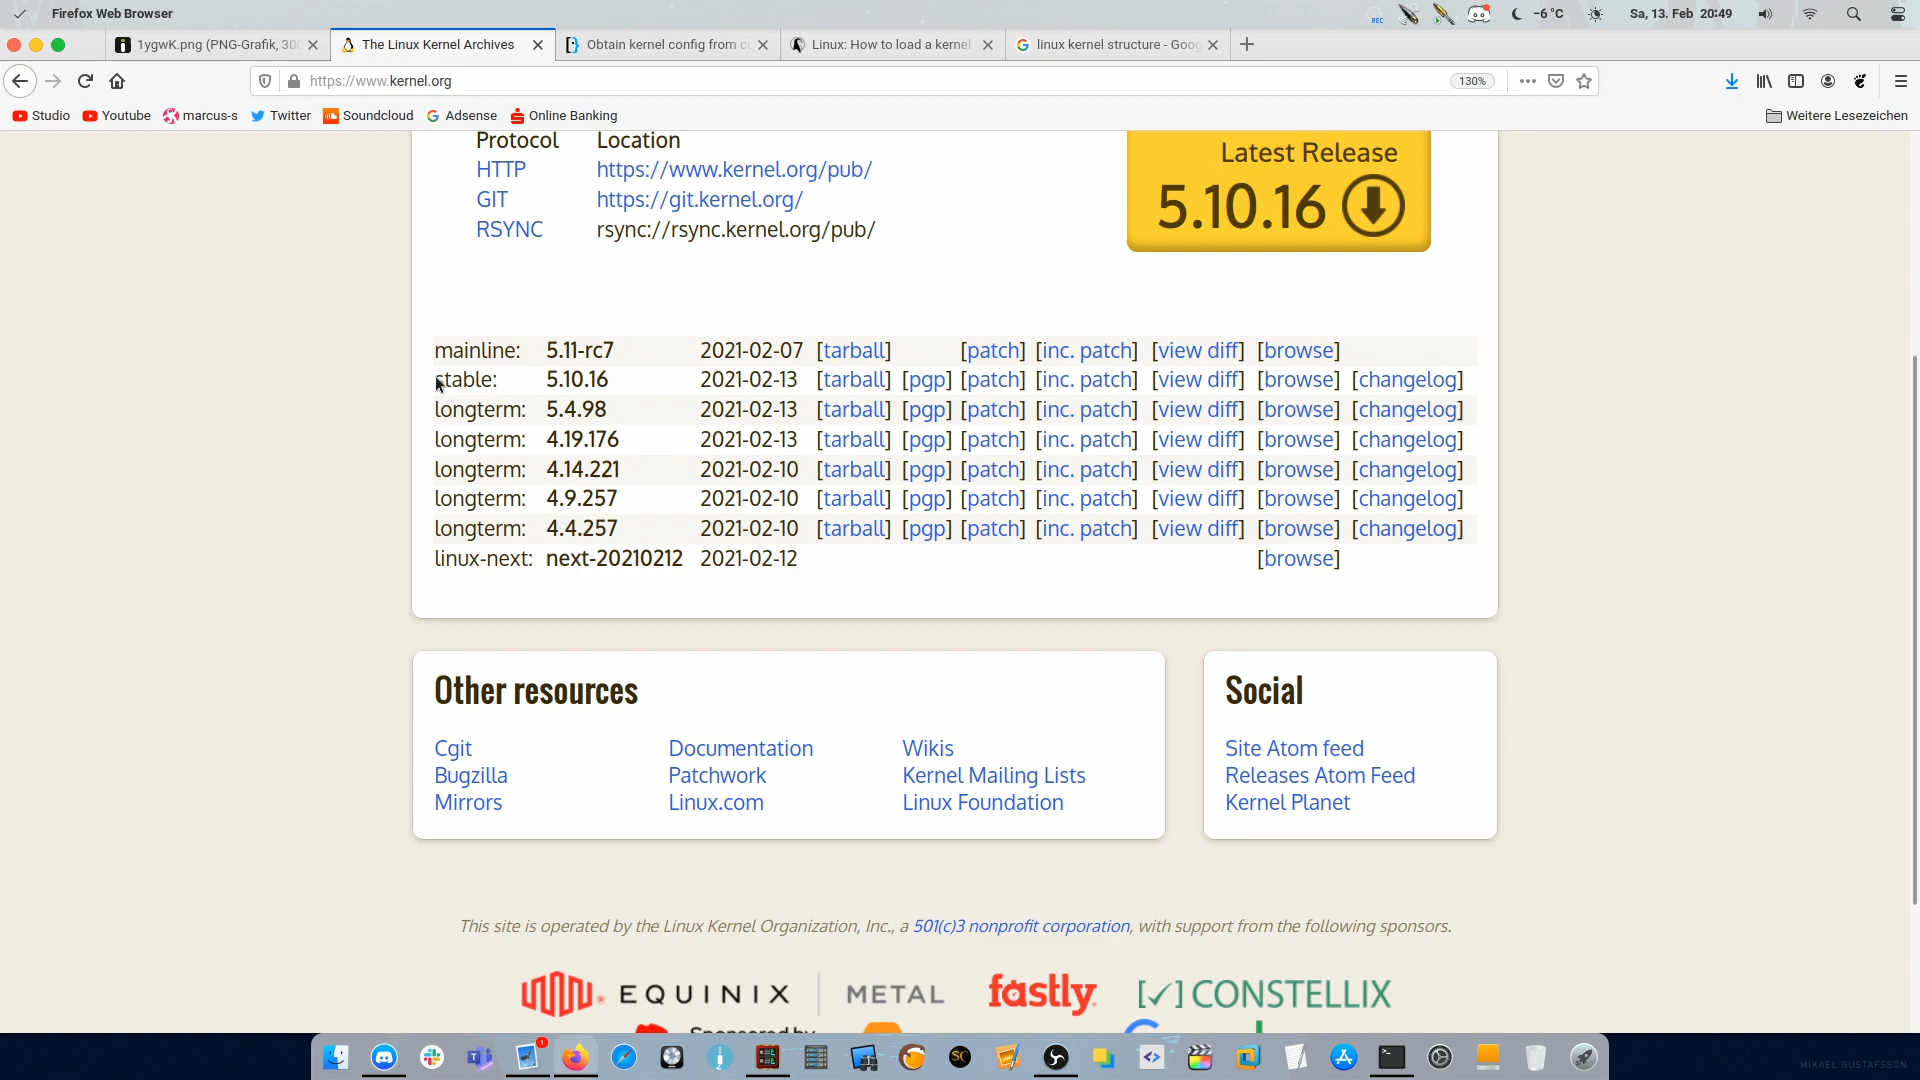 Firefox Web Browser
REC
-6 °C
Sa, 13. Feb 20:49
1ygwK.png (PNG-Grafik, 30
The Linux Kernel Archives
Obtain kernel config from c
Linux: How to load a kernel
linux kernel structure - Goog
https://www.kernel.org
130%
Studio
Youtube
marcus-s
Twitter
Soundcloud
Adsense
Online Banking
Weitere Lesezeichen
Protocol Location
HTTP https://www.kernel.org/pub/
GIT https://git.kernel.org/
RSYNC rsync://rsync.kernel.org/pub/
Latest Release
5.10.16
mainline: 5.11-rc7 2021-02-07 [tarball] [patch] [inc. patch] [view diff] [browse]
stable: 5.10.16 2021-02-13 [tarball] [pgp] [patch] [inc. patch] [view diff] [browse] [changelog]
longterm: 5.4.98 2021-02-13 [tarball] [pgp] [patch] [inc. patch] [view diff] [browse] [changelog]
longterm: 4.19.176 2021-02-13 [tarball] [pgp] [patch] [inc. patch] [view diff] [browse] [changelog]
longterm: 4.14.221 2021-02-10 [tarball] [pgp] [patch] [inc. patch] [view diff] [browse] [changelog]
longterm: 4.9.257 2021-02-10 [tarball] [pgp] [patch] [inc. patch] [view diff] [browse] [changelog]
longterm: 4.4.257 2021-02-10 [tarball] [pgp] [patch] [inc. patch] [view diff] [browse] [changelog]
linux-next: next-20210212 2021-02-12 [browse]
Other resources
Cgit Documentation Wikis
Bugzilla Patchwork Kernel Mailing Lists
Mirrors Linux.com Linux Foundation
Social
Site Atom feed
Releases Atom Feed
Kernel Planet
This site is operated by the Linux Kernel Organization, Inc., a 501(c)3 nonprofit corporation, with support from the following sponsors.
EQUINIX METAL
fastly
CONSTELLIX
Sponsored by
1
SC
MIKAEL GUSTAFSSON